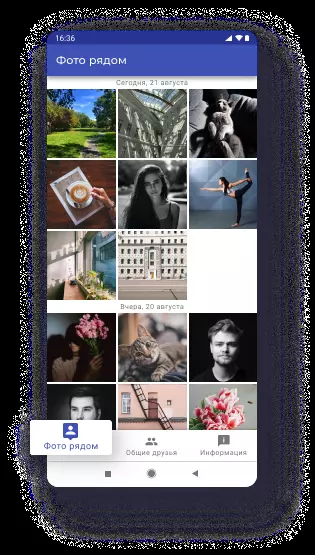 16:36
Фото рядом
Сегодня, 21 августа
Вчера, 20 августа
Фото рядом
Общие друзья
Информация